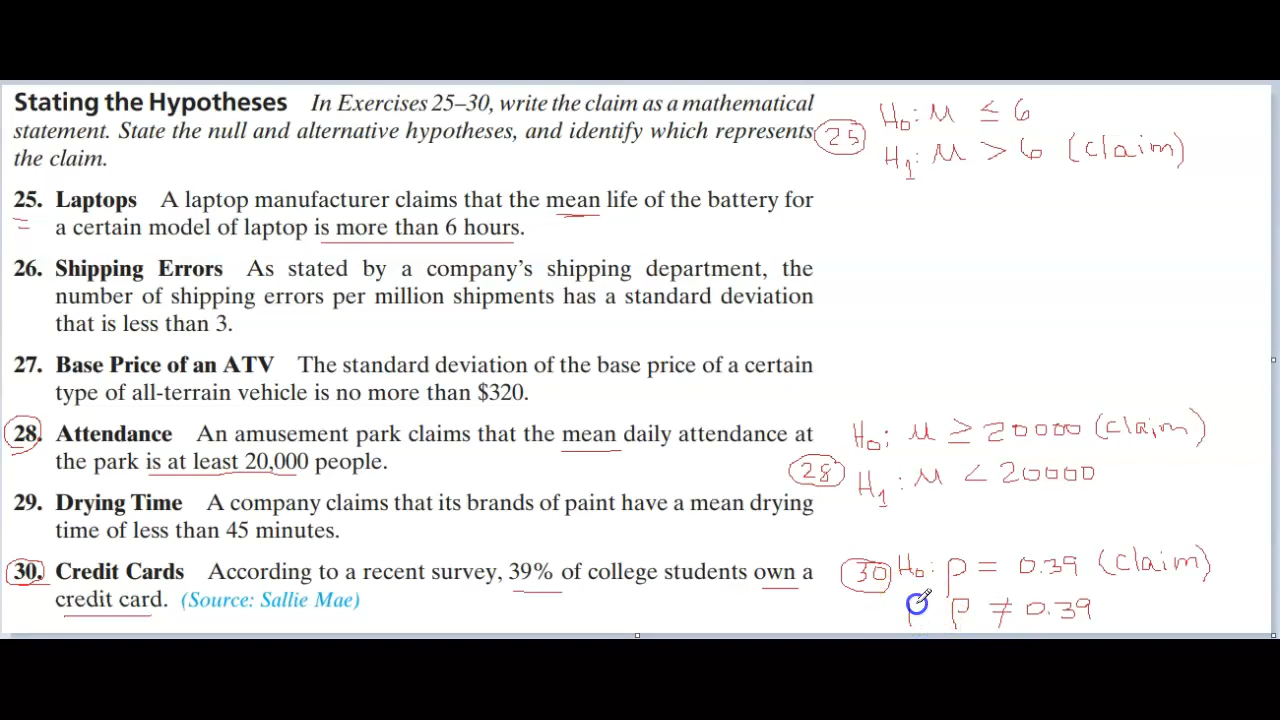 Stating the Hypotheses In Exercises 25–30, write the claim as a mathematical
statement. State the null and alternative hypotheses, and identify which represents
the claim.
25. Laptops A laptop manufacturer claims that the mean life of the battery for
a certain model of laptop is more than 6 hours.
26. Shipping Errors As stated by a company's shipping department, the
number of shipping errors per million shipments has a standard deviation
that is less than 3.
27. Base Price of an ATV The standard deviation of the base price of a certain
type of all-terrain vehicle is no more than $320.
28. Attendance An amusement park claims that the mean daily attendance at
the park is at least 20,000 people.
29. Drying Time A company claims that its brands of paint have a mean drying
time of less than 45 minutes.
30. Credit Cards According to a recent survey, 39% of college students own a
credit card. (Source: Sallie Mae)
25
H₀: μ ≤ 6
H₁: μ > 6 (claim)
28
H₀: μ ≥ 20000 (claim)
H₁: μ < 20000
30
H₀: p = 0.39 (claim)
p ≠ 0.39